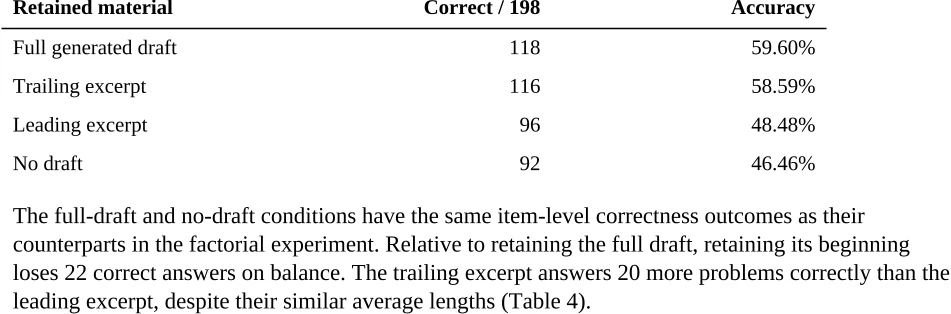 Retained material Correct / 198 Accuracy
Full generated draft 118 59.60%
Trailing excerpt 116 58.59%
Leading excerpt 96 48.48%
No draft 92 46.46%
The full-draft and no-draft conditions have the same item-level correctness outcomes as their
counterparts in the factorial experiment. Relative to retaining the full draft, retaining its beginning
loses 22 correct answers on balance. The trailing excerpt answers 20 more problems correctly than the
leading excerpt, despite their similar average lengths (Table 4).